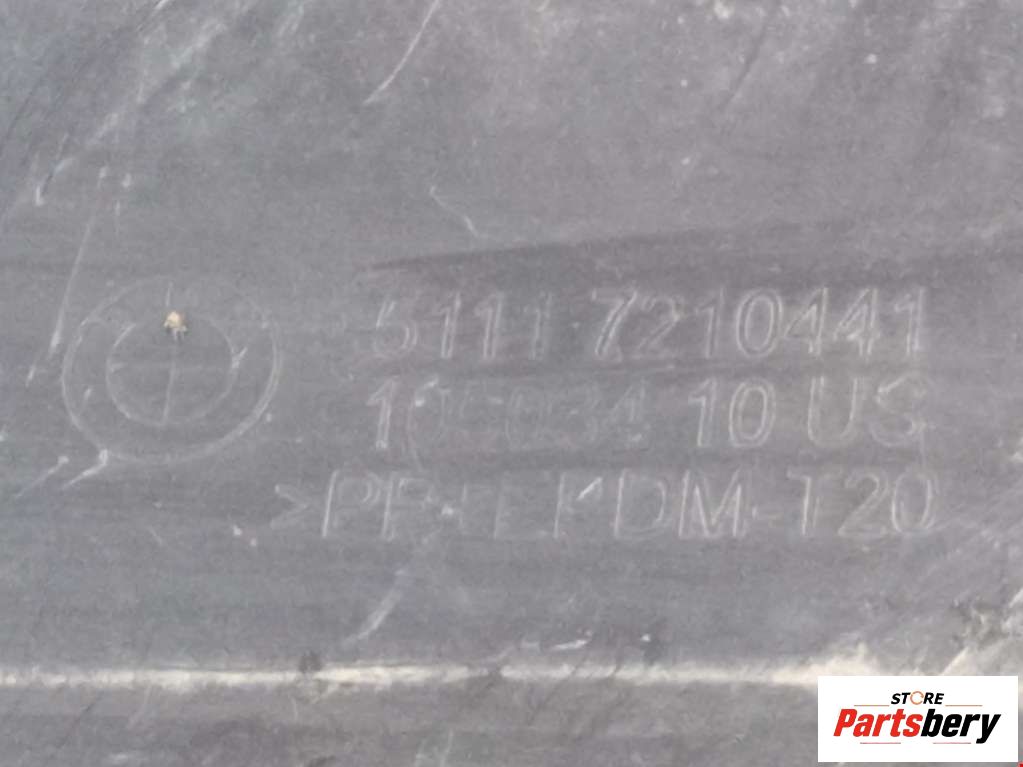 5111 7210441
10 US
>PP+EPDM-T20
STORE
Partsbery